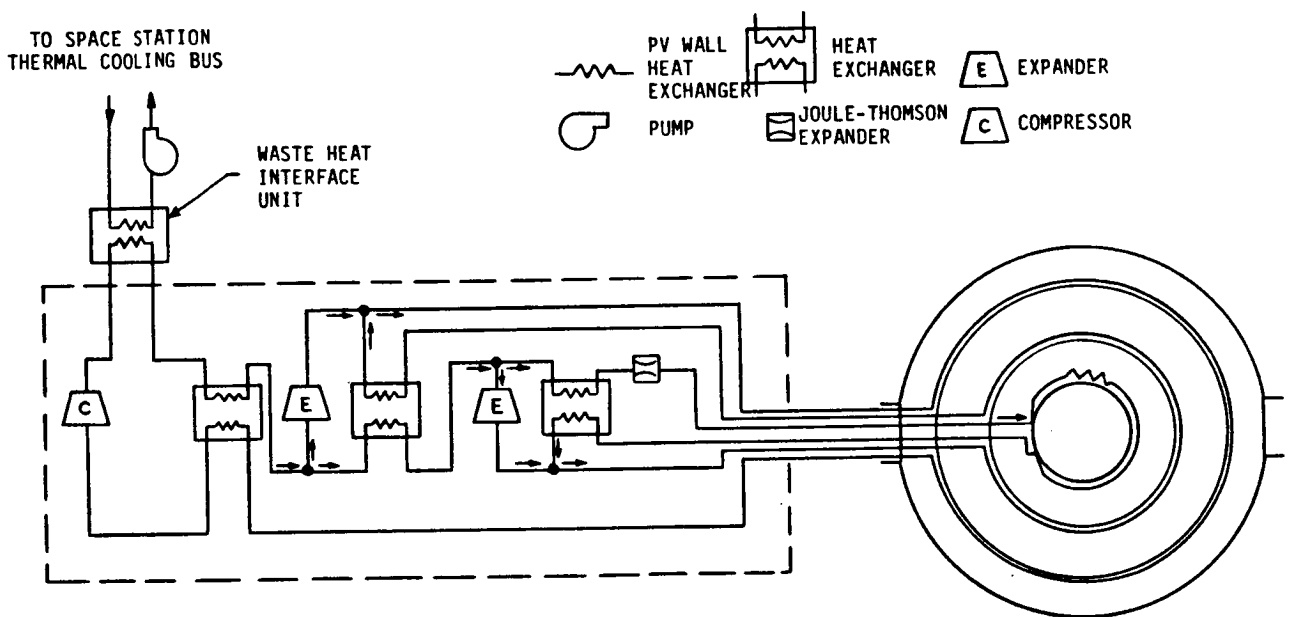 TO SPACE STATION
THERMAL COOLING BUS
WASTE HEAT
INTERFACE
UNIT
PV WALL
HEAT
EXCHANGER
HEAT
EXCHANGER
E
EXPANDER
PUMP
JOULE-THOMSON
EXPANDER
C
COMPRESSOR
C
E
E